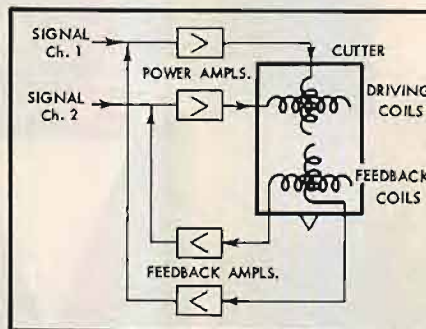 SIGNAL
Ch. 1
POWER AMPLS.
CUTTER
SIGNAL
Ch. 2
DRIVING
COILS
FEEDBACK
COILS
FEEDBACK AMPLS.